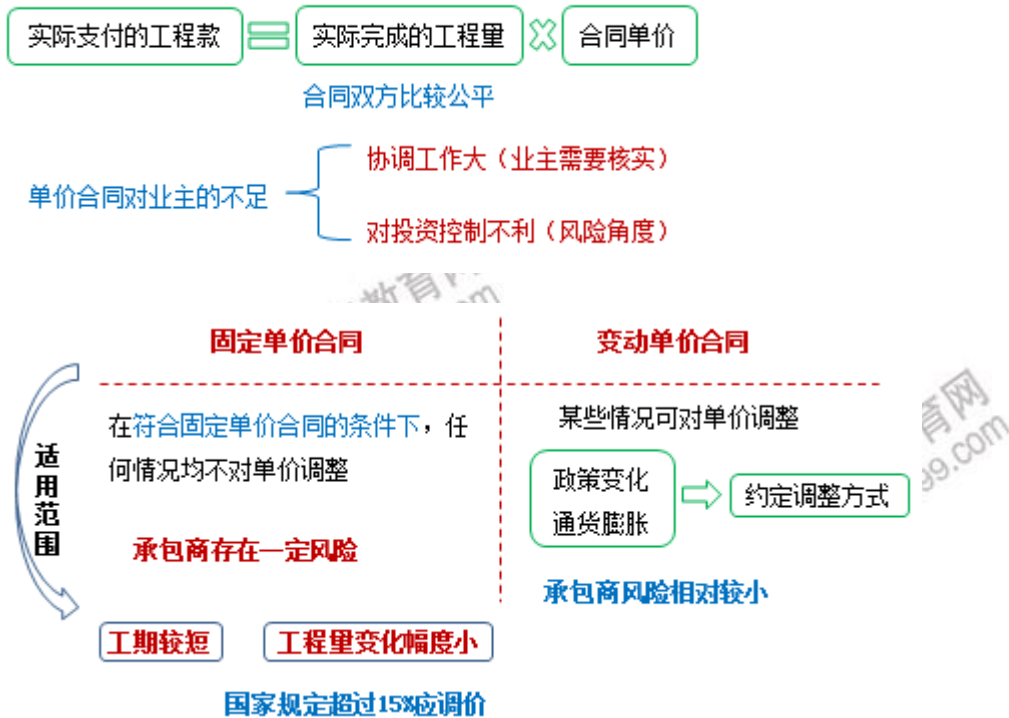 实际支付的工程款 = 实际完成的工程量 × 合同单价
合同双方比较公平
协调工作大（业主需要核实）
单价合同对业主的不足
对投资控制不利（风险角度）
教育网
固定单价合同
变动单价合同
在符合固定单价合同的条件下，任
何情况均不对单价调整
某些情况可对单价调整
政策变化
通货膨胀
约定调整方式
适
用
范
围
承包商存在一定风险
承包商风险相对较小
工期较短
工程量变化幅度小
国家规定超过15%应调价
育网
99.com